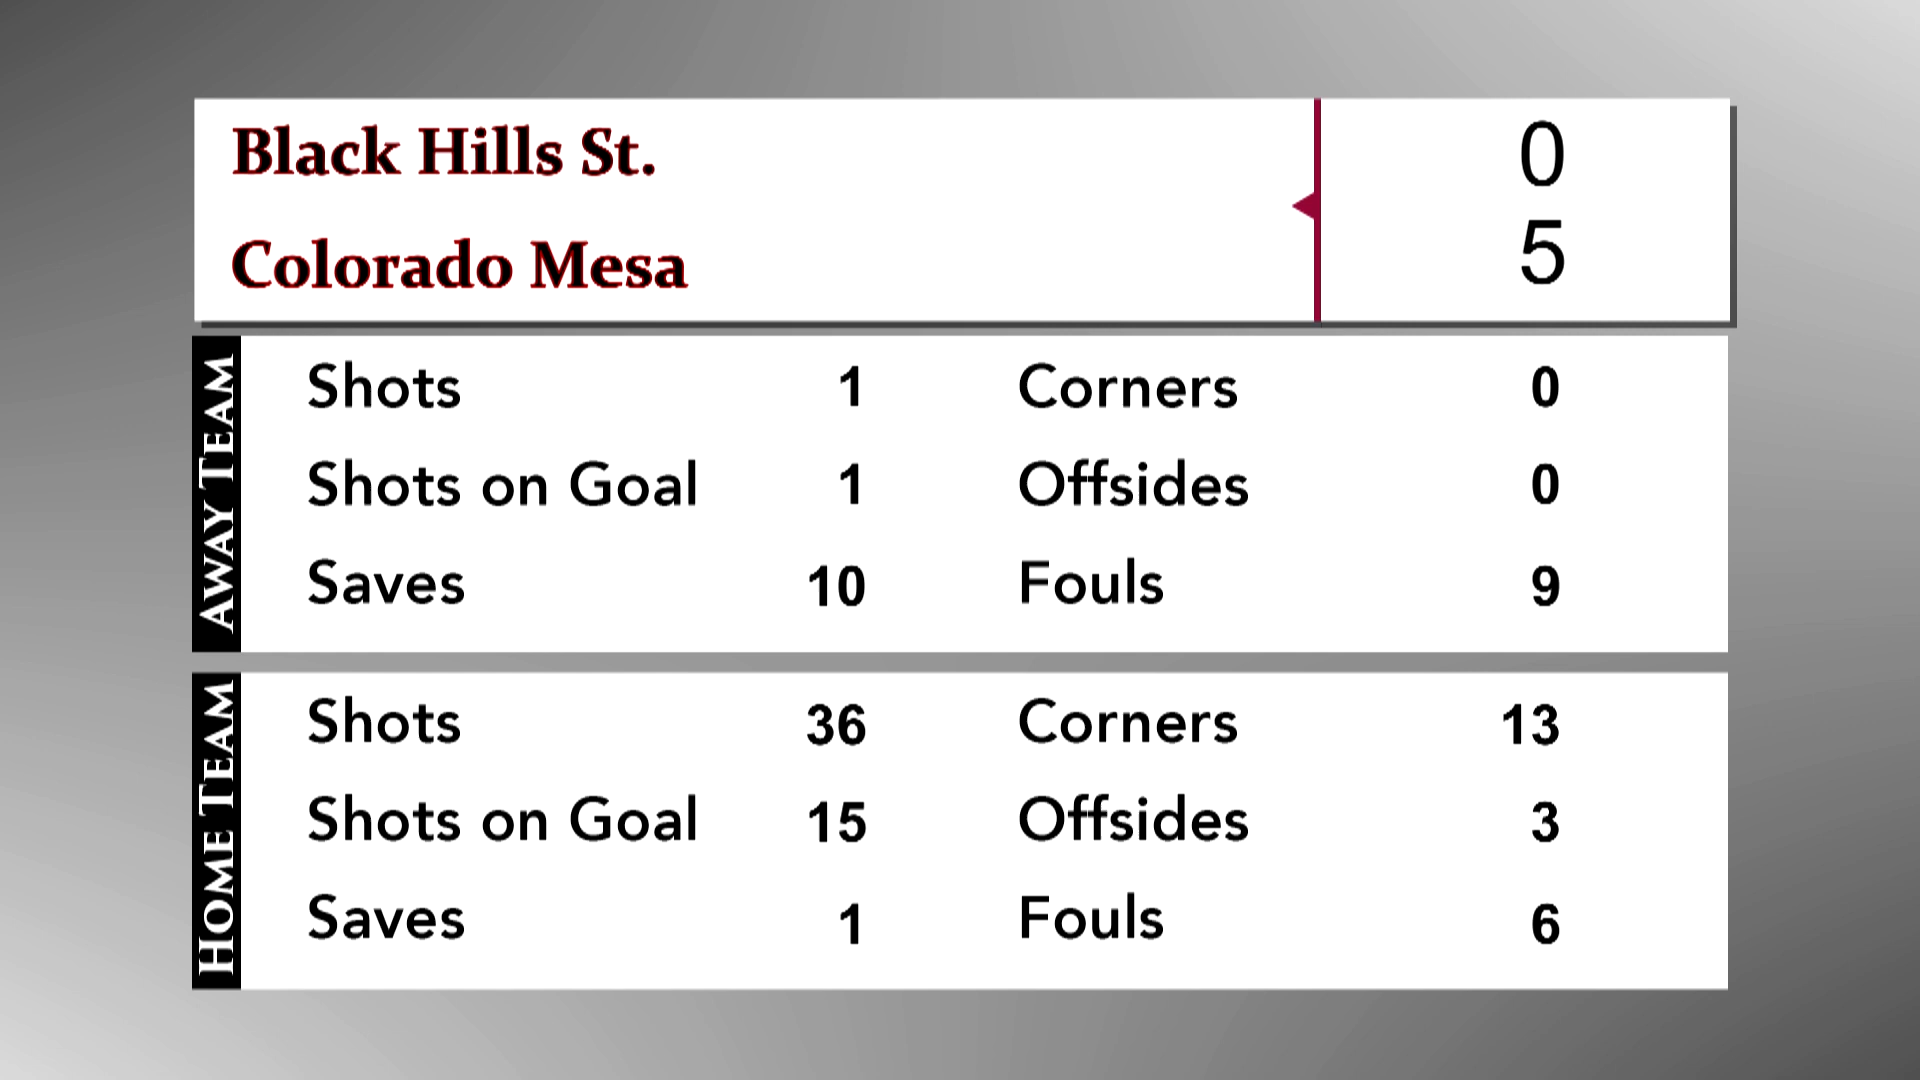 Black Hills St. 0
Colorado Mesa 5
AWAY TEAM
Shots 1 Corners 0
Shots on Goal 1 Offsides 0
Saves 10 Fouls 9
HOME TEAM
Shots 36 Corners 13
Shots on Goal 15 Offsides 3
Saves 1 Fouls 6